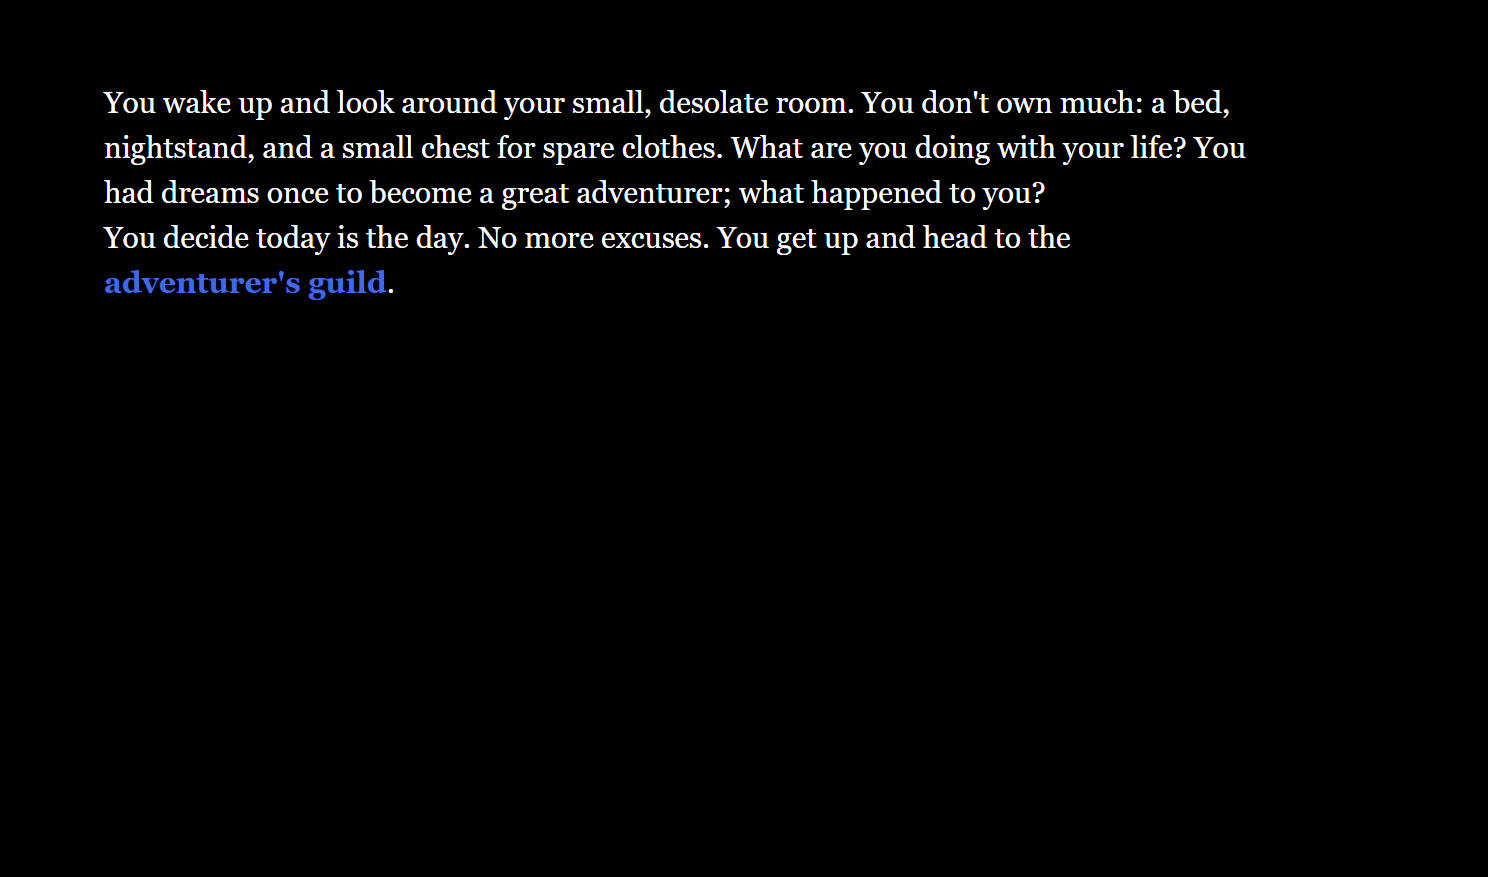 You wake up and look around your small, desolate room. You don't own much: a bed,
nightstand, and a small chest for spare clothes. What are you doing with your life? You
had dreams once to become a great adventurer; what happened to you?
You decide today is the day. No more excuses. You get up and head to the
adventurer's guild.